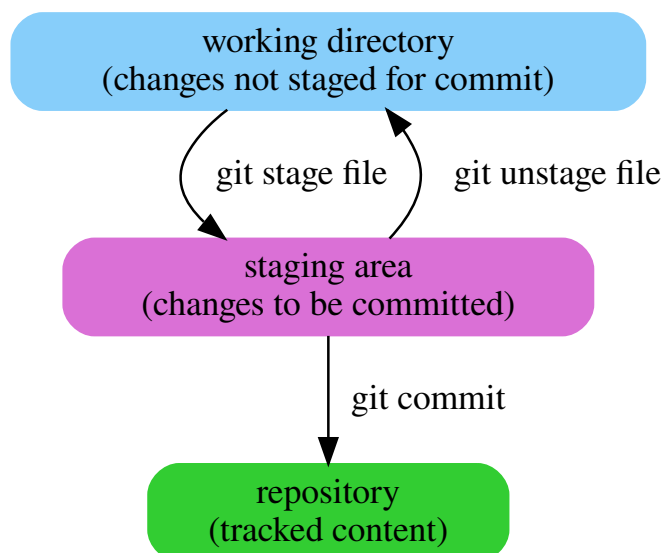 working directory
(changes not staged for commit)
git stage file
git unstage file
staging area
(changes to be committed)
git commit
repository
(tracked content)